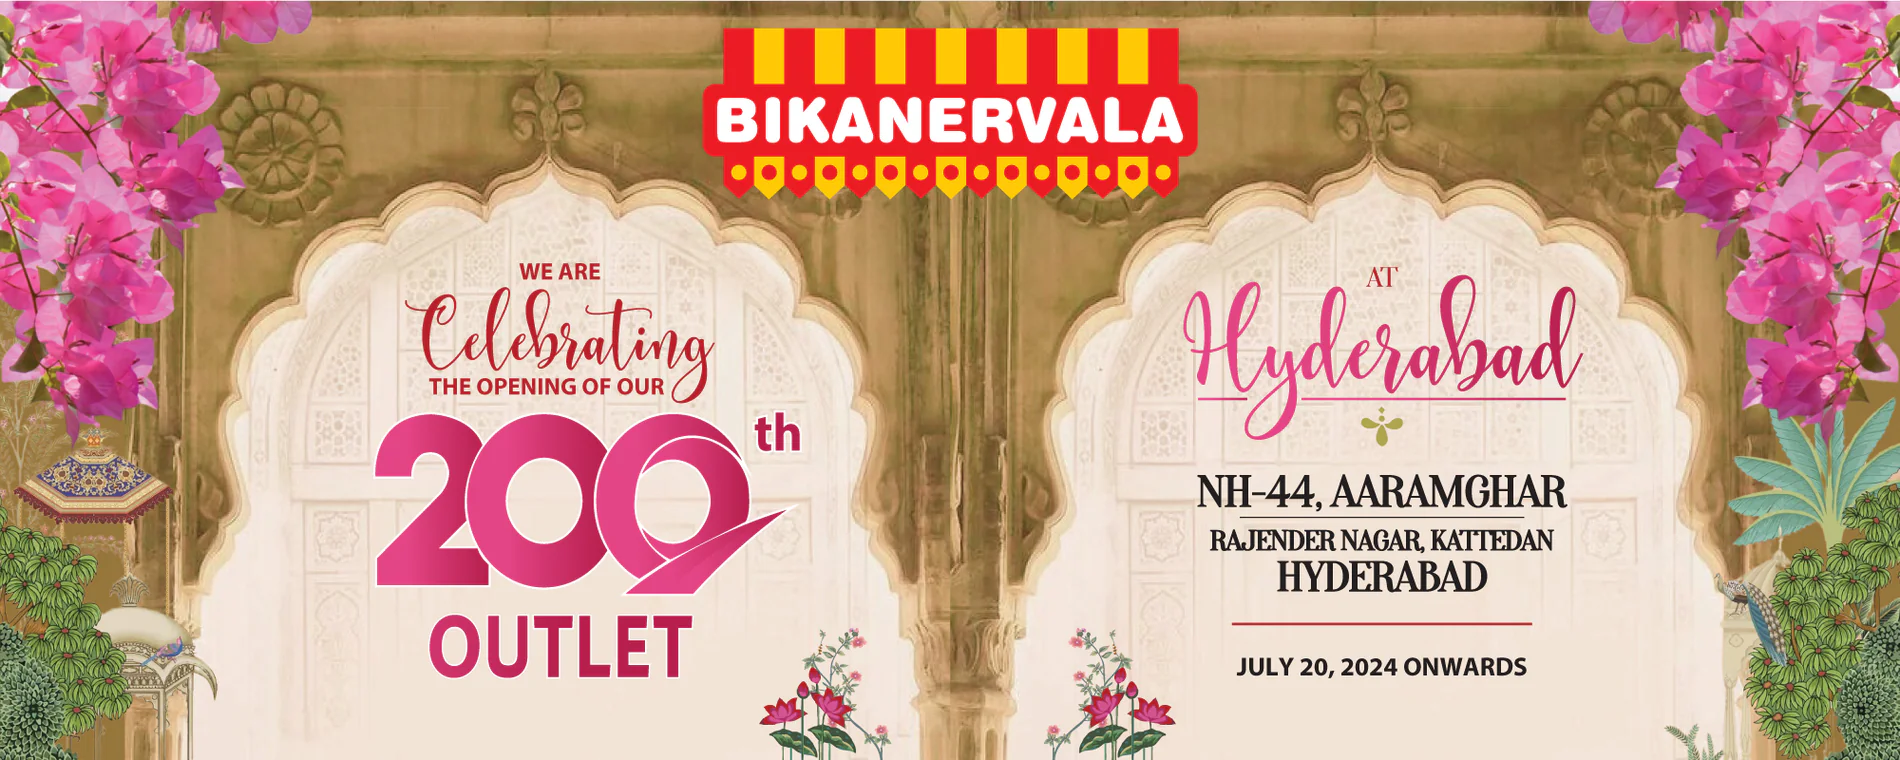 BIKANERVALA
WE ARE
Celebrating
THE OPENING OF OUR
200th
OUTLET
AT
Hyderabad
NH-44, AARAMGHAR
RAJENDER NAGAR, KATTEDAN
HYDERABAD
JULY 20, 2024 ONWARDS